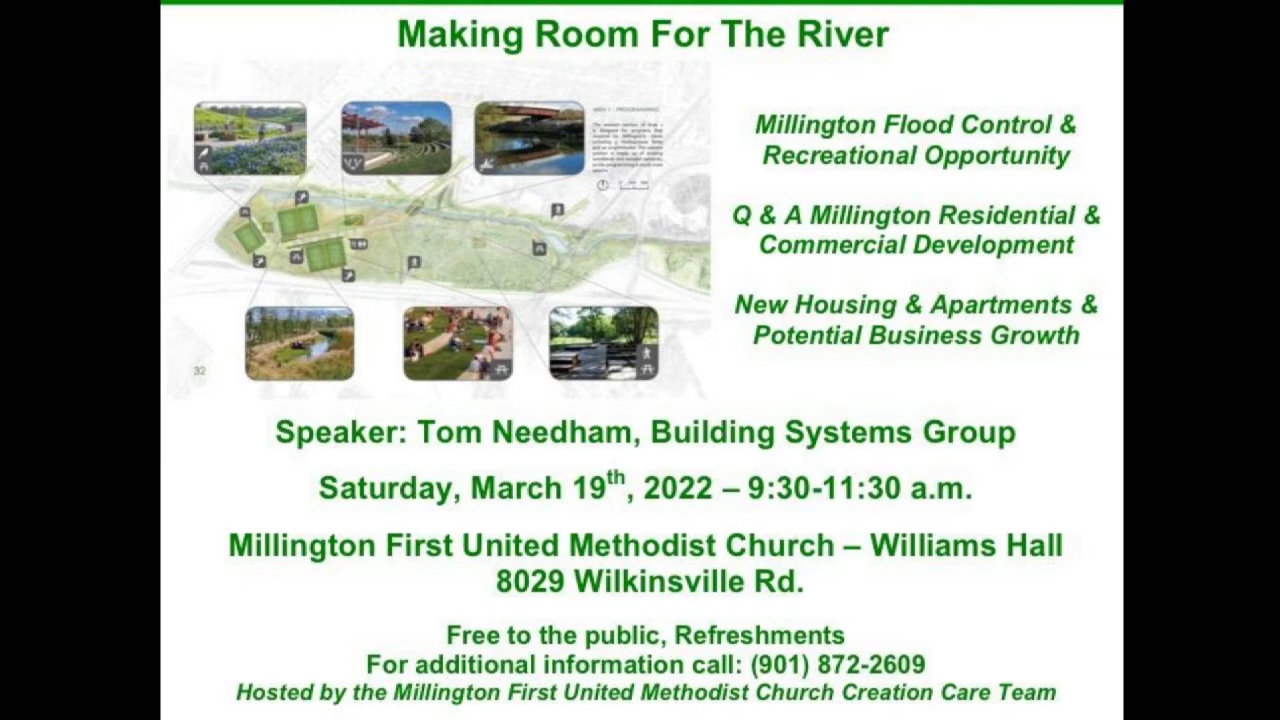 Making Room For The River
Millington Flood Control &
Recreational Opportunity
Q & A Millington Residential &
Commercial Development
New Housing & Apartments &
Potential Business Growth
32
Speaker: Tom Needham, Building Systems Group
Saturday, March 19th, 2022 – 9:30-11:30 a.m.
Millington First United Methodist Church – Williams Hall
8029 Wilkinsville Rd.
Free to the public, Refreshments
For additional information call: (901) 872-2609
Hosted by the Millington First United Methodist Church Creation Care Team